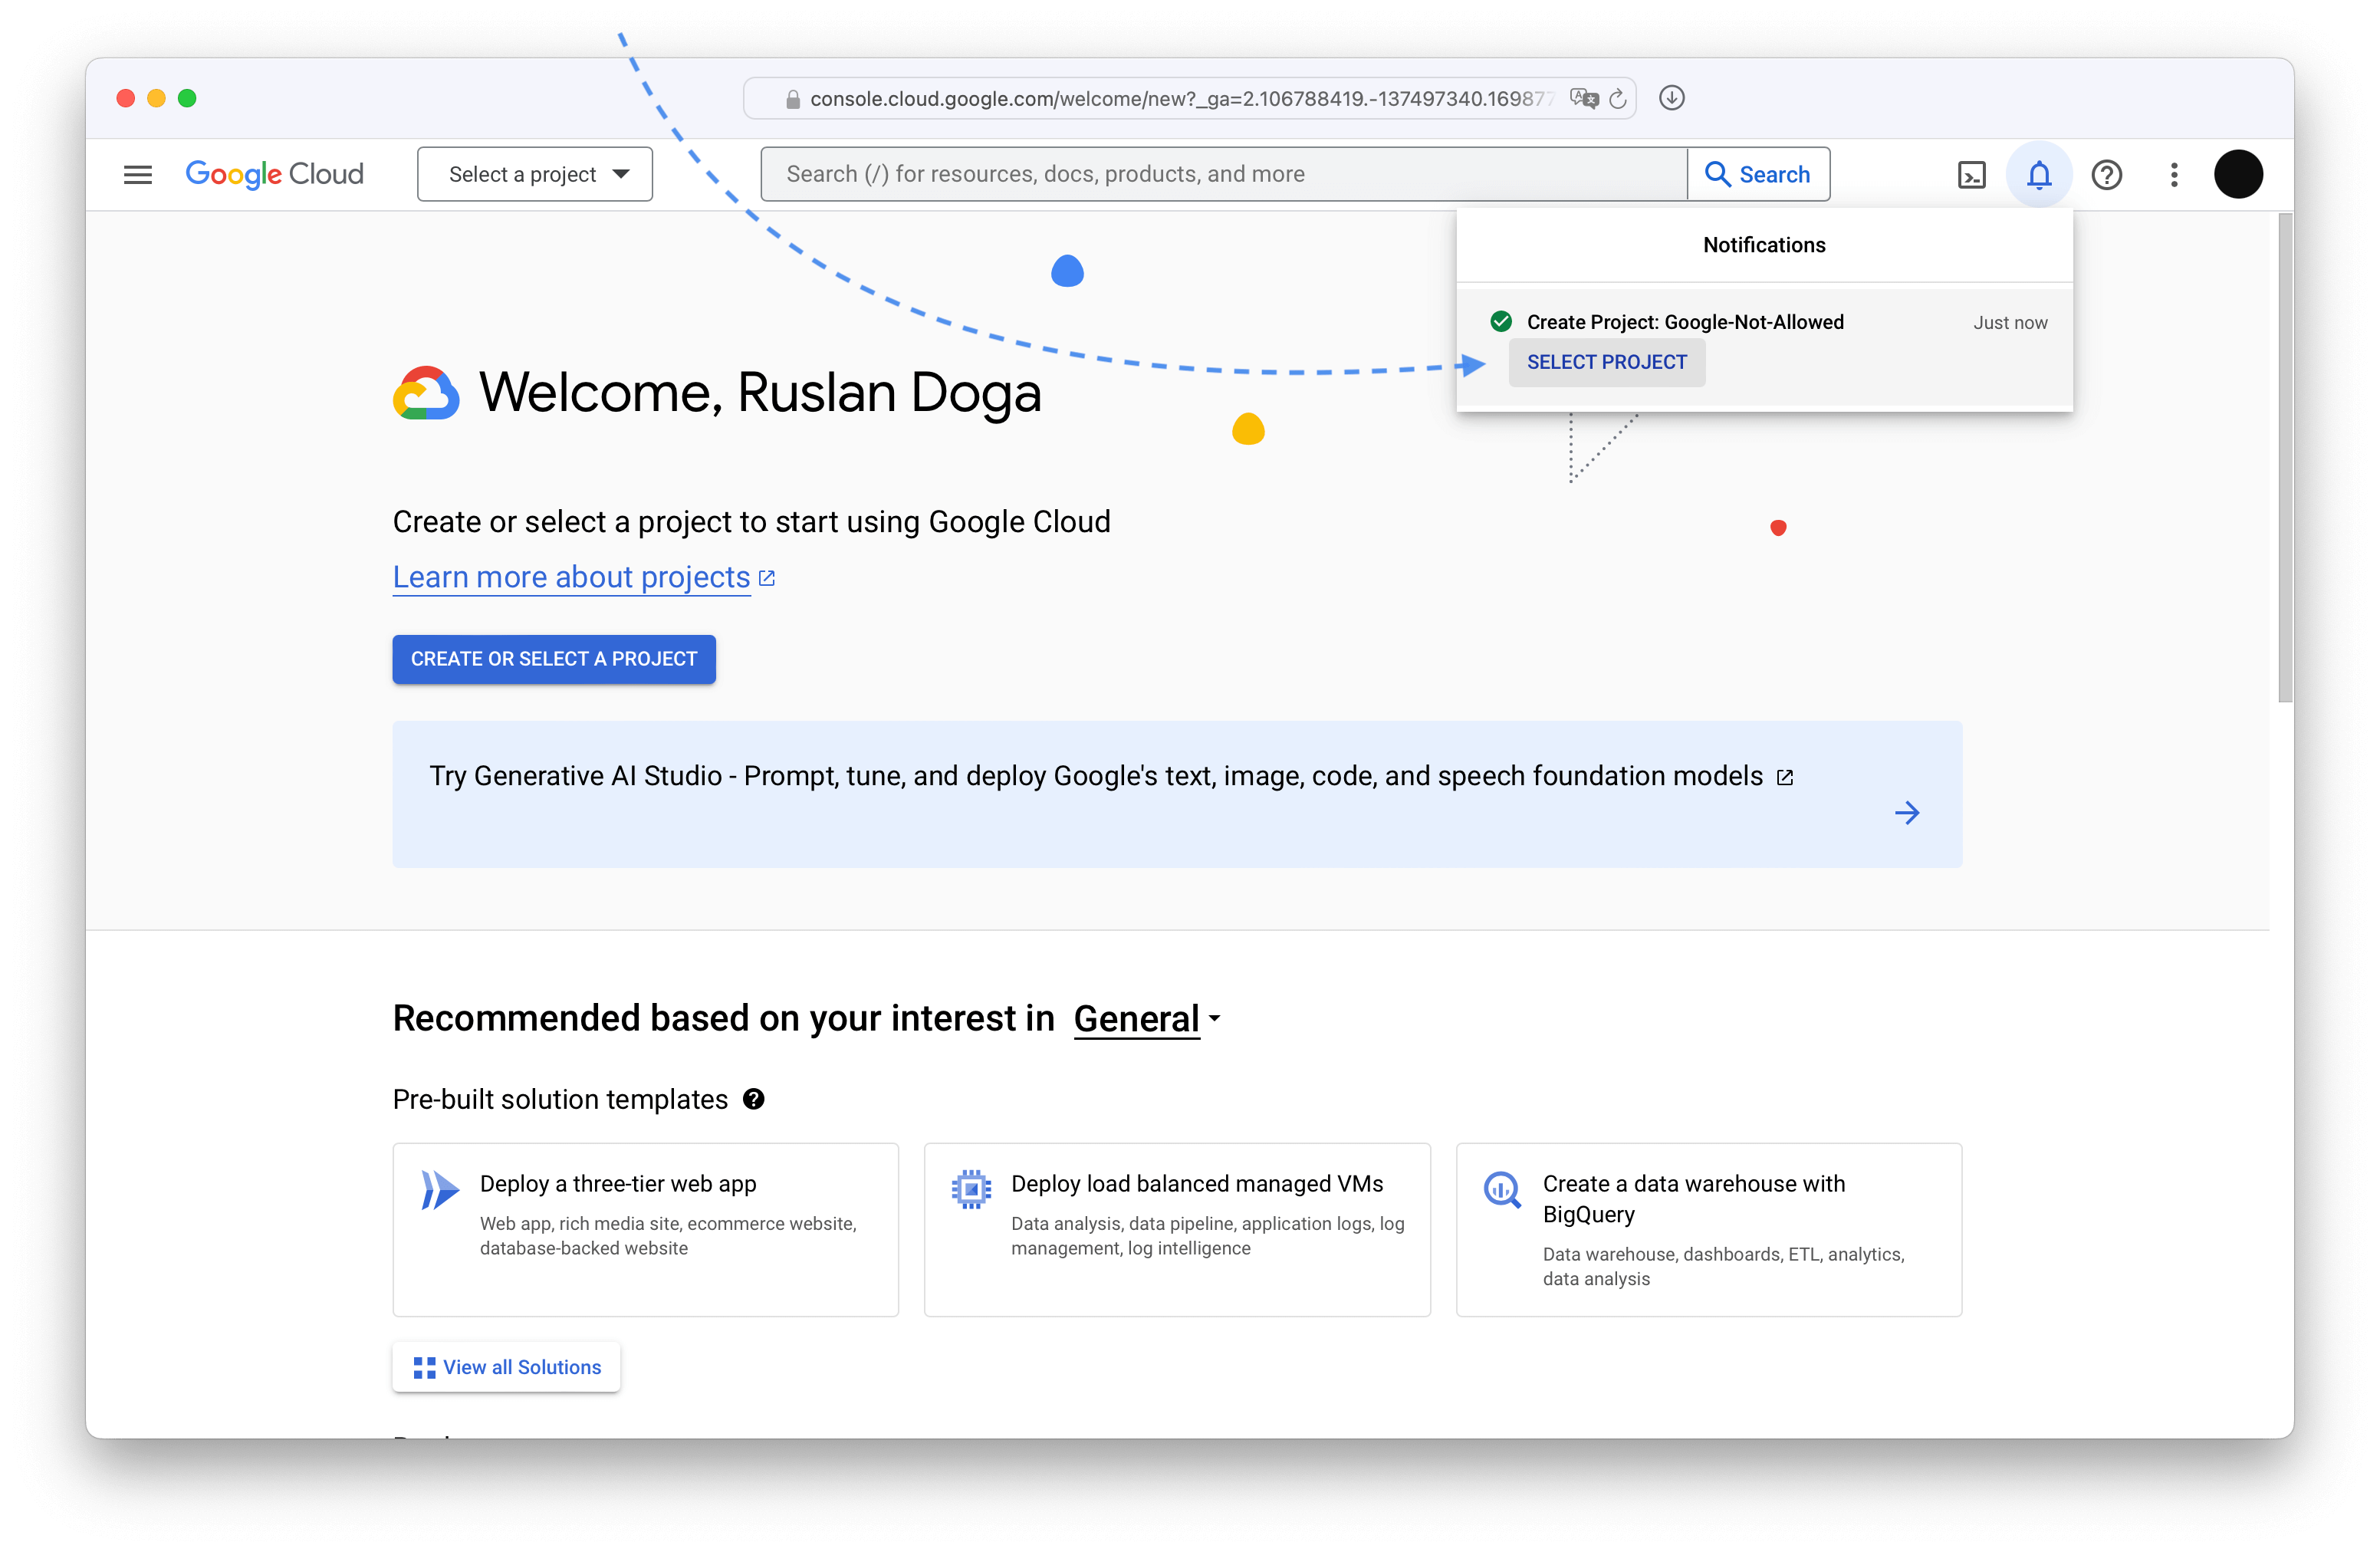 console.cloud.google.com/welcome/new?_ga=2.106788419.-137497340.169877
Google Cloud
Select a project
Search (/) for resources, docs, products, and more
Search
Notifications
Create Project: Google-Not-Allowed
Just now
SELECT PROJECT
Welcome, Ruslan Doga
Create or select a project to start using Google Cloud
Learn more about projects
CREATE OR SELECT A PROJECT
Try Generative AI Studio - Prompt, tune, and deploy Google's text, image, code, and speech foundation models
Recommended based on your interest in General
Pre-built solution templates
Deploy a three-tier web app
Web app, rich media site, ecommerce website,
database-backed website
Deploy load balanced managed VMs
Data analysis, data pipeline, application logs, log
management, log intelligence
Create a data warehouse with
BigQuery
Data warehouse, dashboards, ETL, analytics,
data analysis
View all Solutions